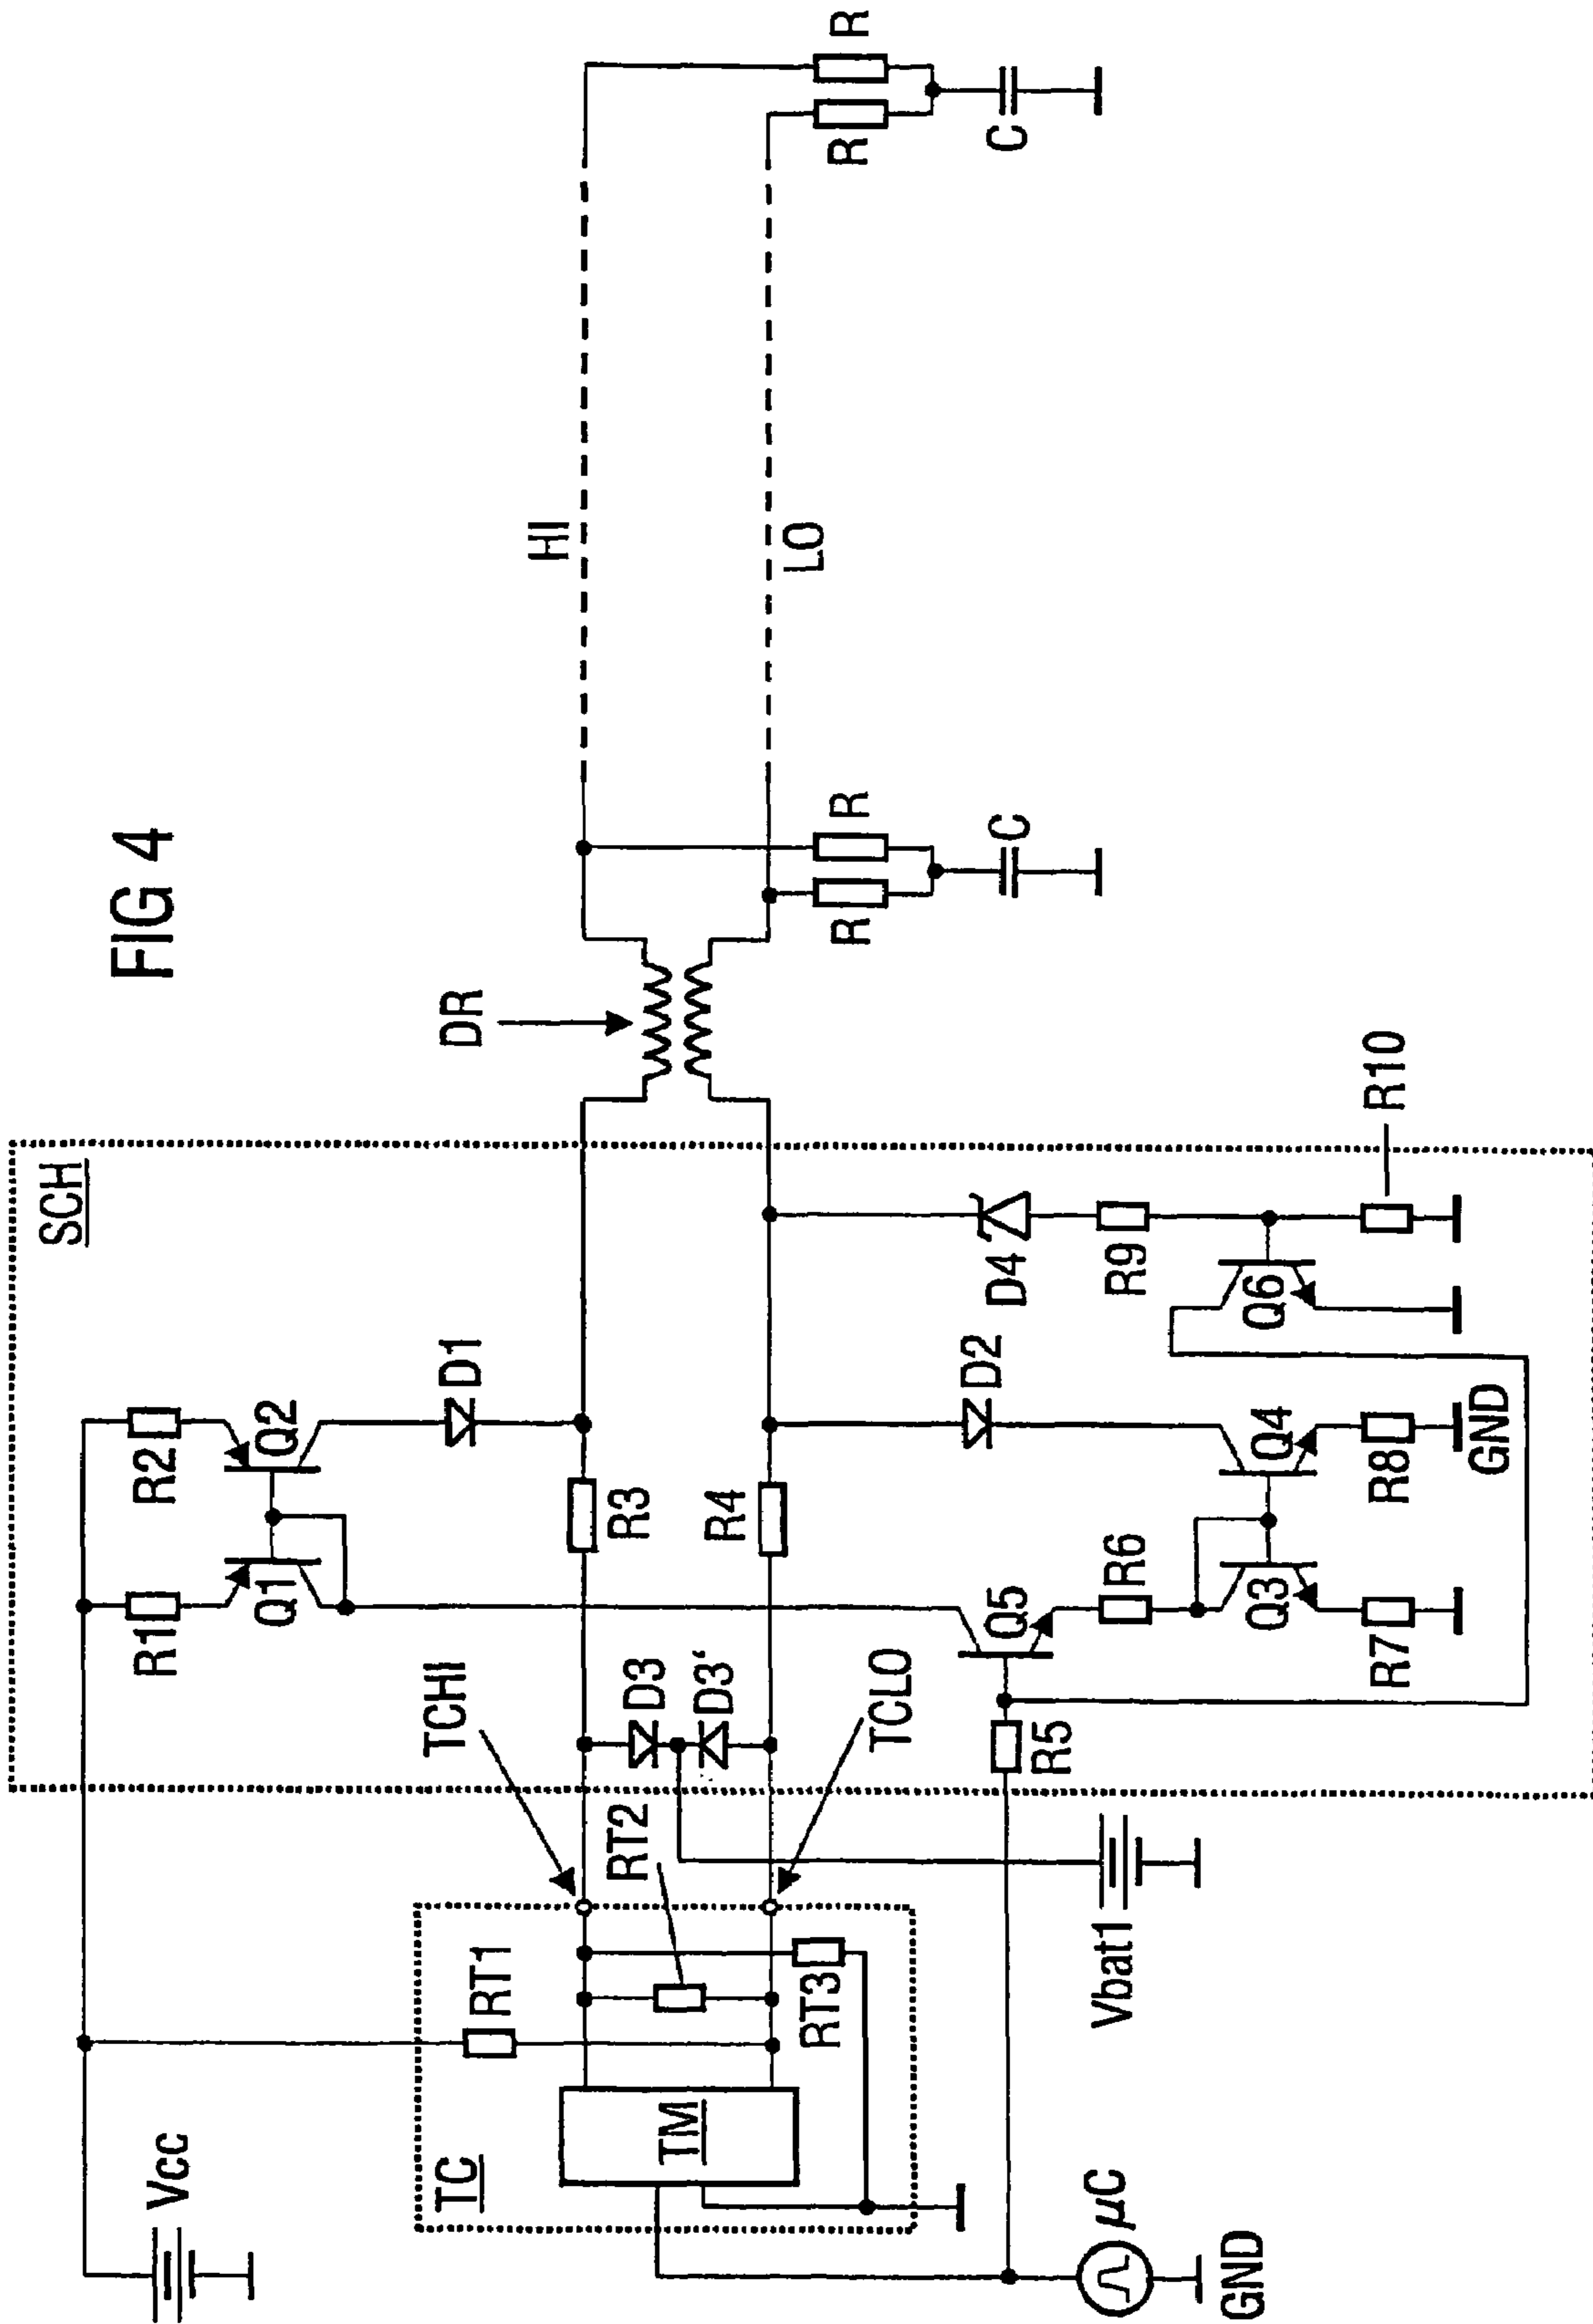 FIG 4
SCH
Vcc
R1
R2
Q1
Q2
D1
DR
HI
LO
TC
TM
RT1
RT2
RT3
TCHI
TCLO
D3
D3‘
R3
R4
R
R
C
R
R
C
Vbat1
R5
Q5
R6
Q3
R7
D2
Q4
R8
GND
D4
R9
Q6
R10
µC
GND